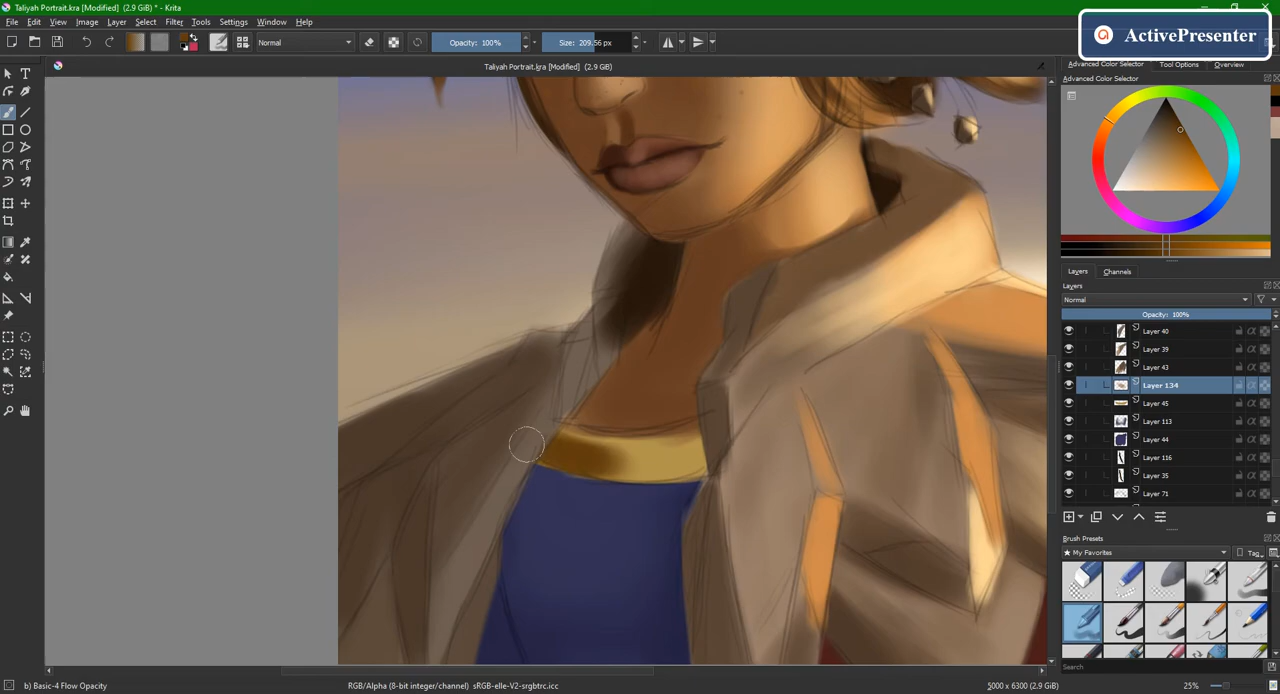 Taliyah Portrait.kra [Modified] (2.9 GiB) * - Krita
ActivePresenter
File Edit View Image Layer Select Filter Tools Settings Window Help
Normal
Opacity: 100%
Size: 209.56 px
Taliyah Portrait.kra [Modified] (2.9 GiB)
Advanced Color Selector Tool Options Overview
Advanced Color Selector
Layers Channels
Layers
Normal
Opacity: 100%
Layer 40
Layer 39
Layer 43
Layer 134
Layer 45
Layer 113
Layer 44
Layer 116
Layer 35
Layer 71
Brush Presets
★ My Favorites
Tag
Search
b) Basic-4 Flow Opacity
RGB/Alpha (8-bit integer/channel) sRGB-elle-V2-srgbtrc.icc
5000 x 6300 (2.9 GiB)
25%